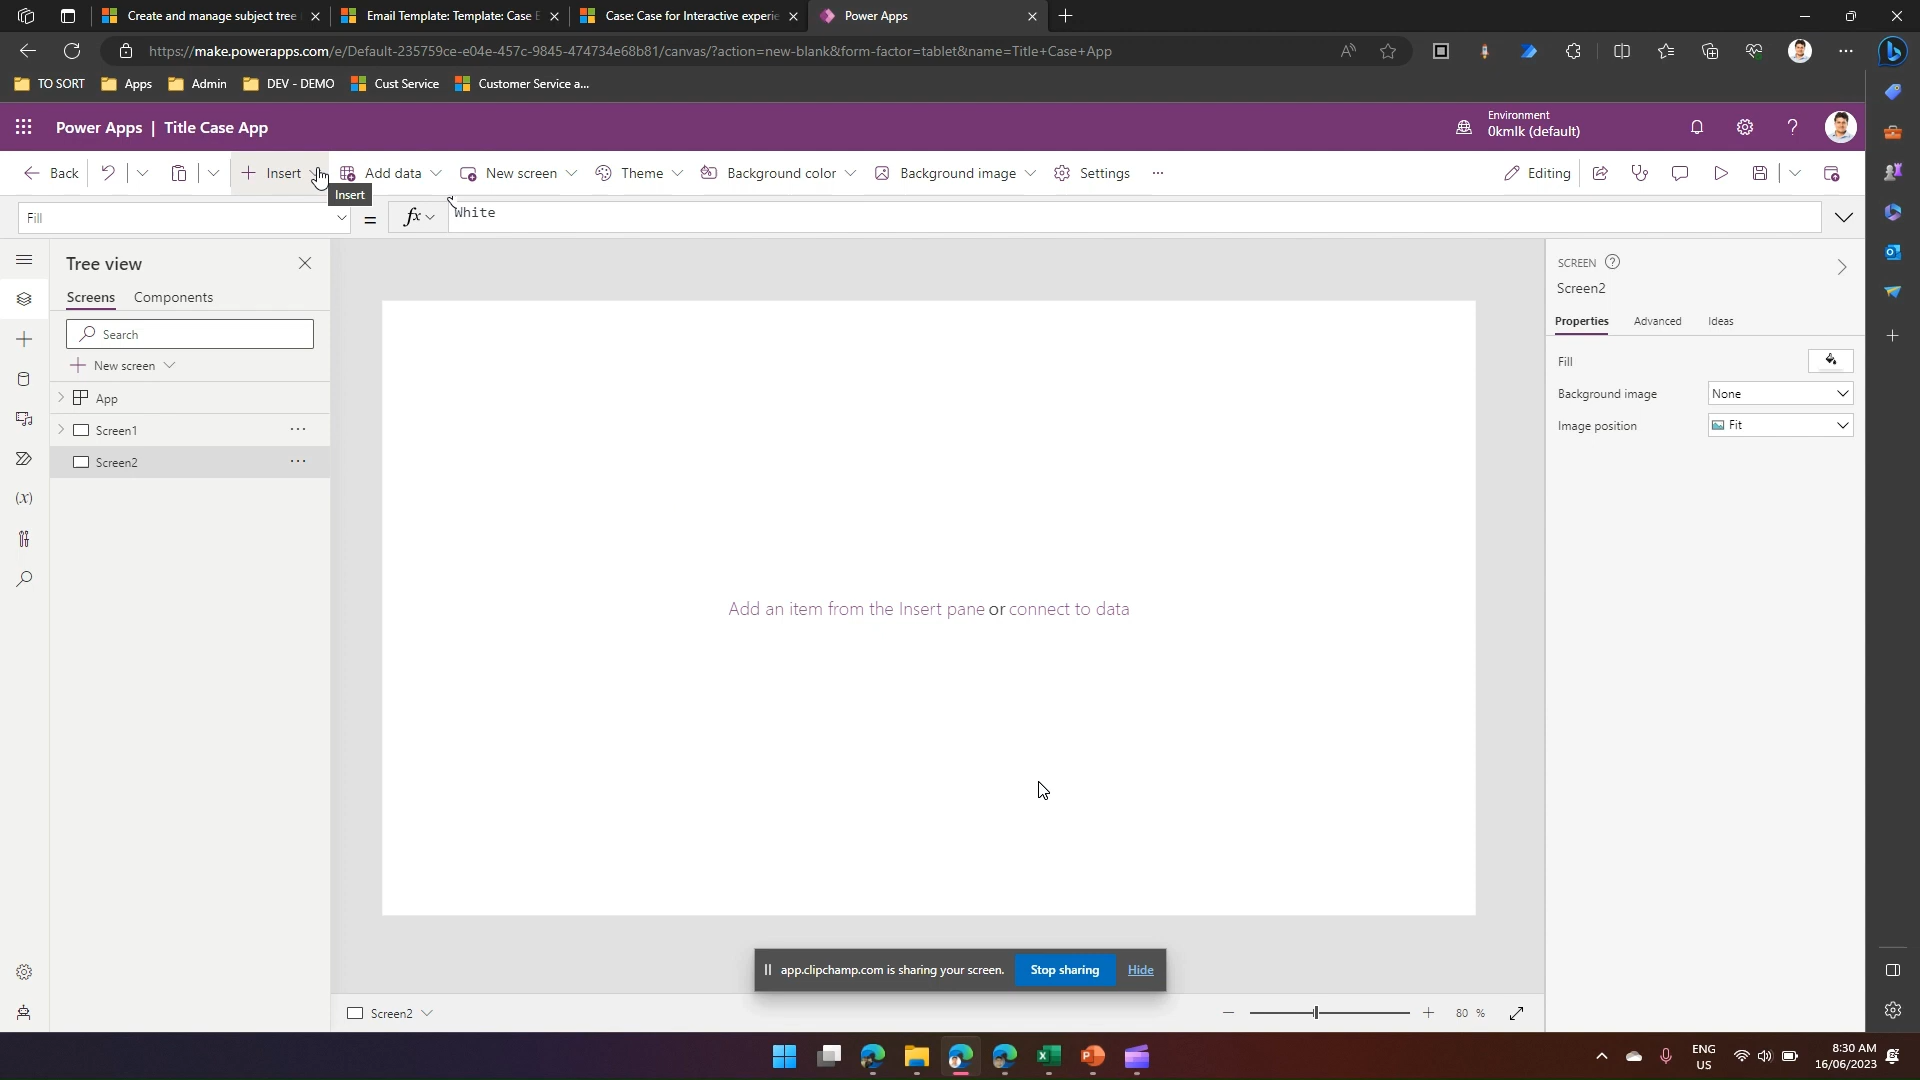 Create and manage subject tree
Email Template: Template: Case E
Case: Case for Interactive experie
Power Apps
https://make.powerapps.com/e/Default-235759ce-e04e-457c-9845-474734e68b81/canvas/?action=new-blank&form-factor=tablet&name=Title+Case+App
TO SORT
Apps
Admin
DEV - DEMO
Cust Service
Customer Service a...
Power Apps | Title Case App
Environment
0kmlk (default)
Back
Insert
Add data
New screen
Theme
Background color
Background image
Settings
Editing
Insert
Fill
=
fx
White
Tree view
Screens
Components
Search
New screen
App
Screen1
Screen2
(x)
Add an item from the Insert pane or connect to data
SCREEN
Screen2
Properties
Advanced
Ideas
Fill
Background image
None
Image position
Fit
app.clipchamp.com is sharing your screen.
Stop sharing
Hide
Screen2
80 %
ENG
US
8:30 AM
16/06/2023